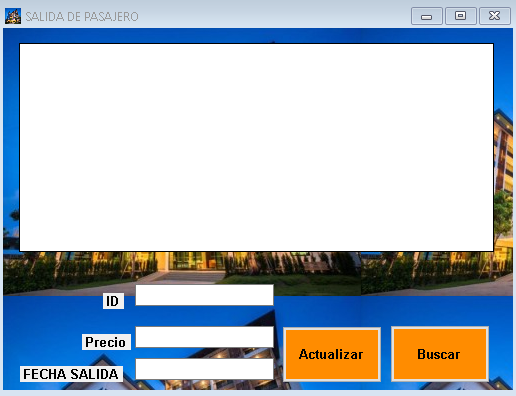 SALIDA DE PASAJERO
ID
Precio
FECHA SALIDA
Actualizar
Buscar